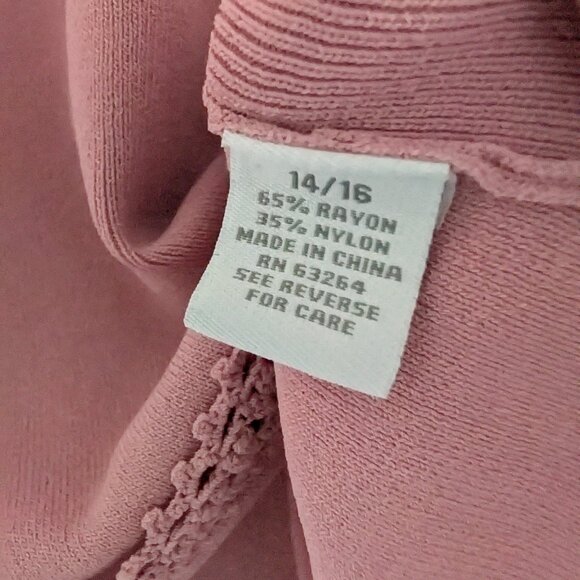 14/16
65% RAYON
35% NYLON
MADE IN CHINA
RN 63264
SEE REVERSE
FOR CARE